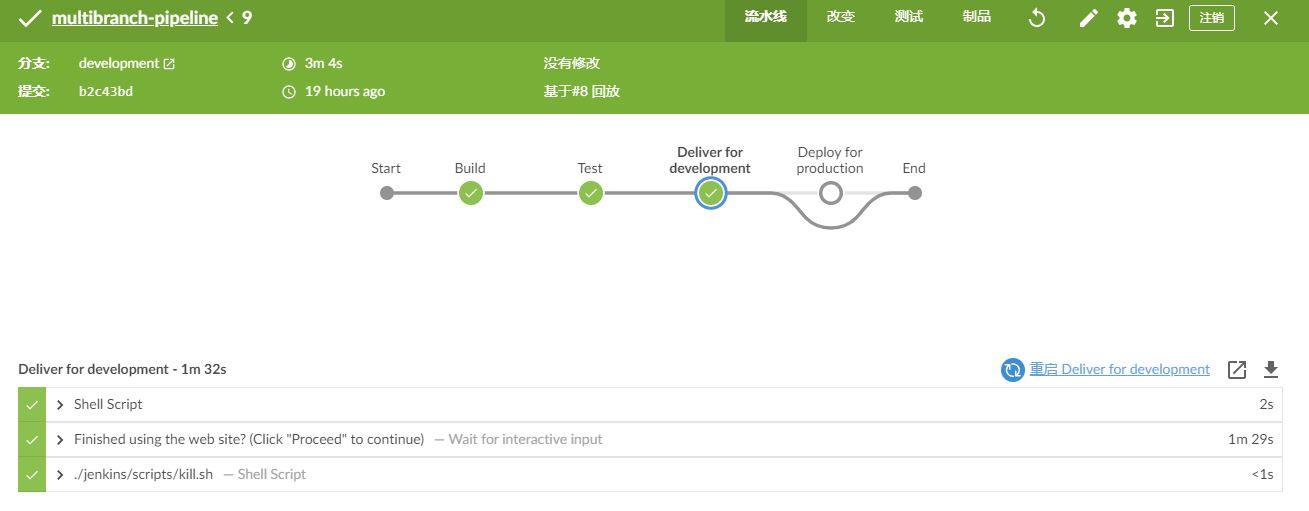 multibranch-pipeline < 9 流水线 改变 测试 制品 注销
分支: development 3m 4s 没有修改
提交: b2c43bd 19 hours ago 基于#8 回放
Start Build Test Deliver for development Deploy for production End
Deliver for development - 1m 32s 重启 Deliver for development
Shell Script 2s
Finished using the web site? (Click "Proceed" to continue) — Wait for interactive input 1m 29s
./jenkins/scripts/kill.sh — Shell Script <1s